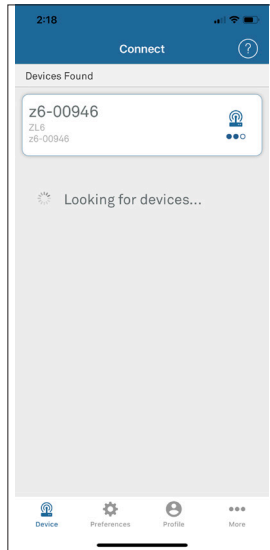 2:18
Connect
?
Devices Found
z6-00946
ZL6
z6-00946
Looking for devices...
Device Preferences Profile More